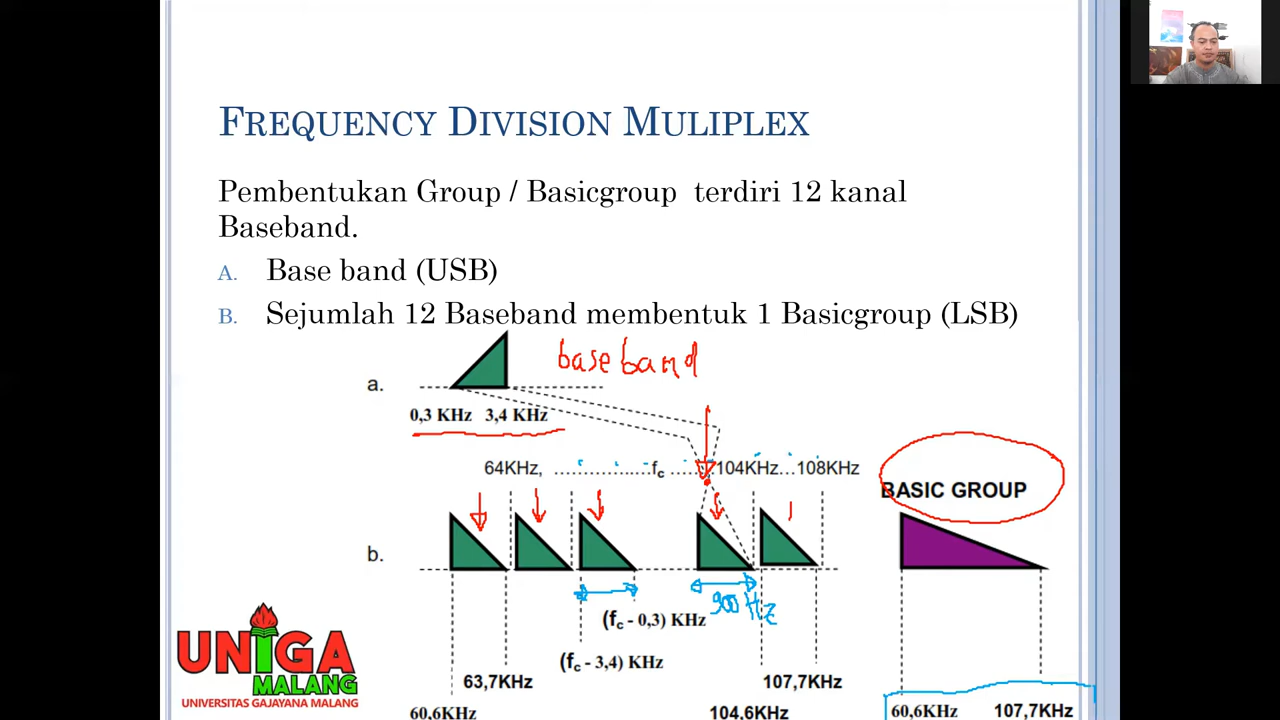 FREQUENCY DIVISION MULIPLEX
Pembentukan Group / Basicgroup terdiri 12 kanal
Baseband.
A. Base band (USB)
B. Sejumlah 12 Baseband membentuk 1 Basicgroup (LSB)
a.
baseband
0,3 KHz 3,4 KHz
64KHz, ................fc .........104KHz...108KHz
BASIC GROUP
b.
900 Hz
(fc - 0,3) KHz
(fc - 3,4) KHz
63,7KHz
107,7KHz
60,6KHz
104,6KHz
60,6KHz
107,7KHz
UNIGA
MALANG
UNIVERSITAS GAJAYANA MALANG